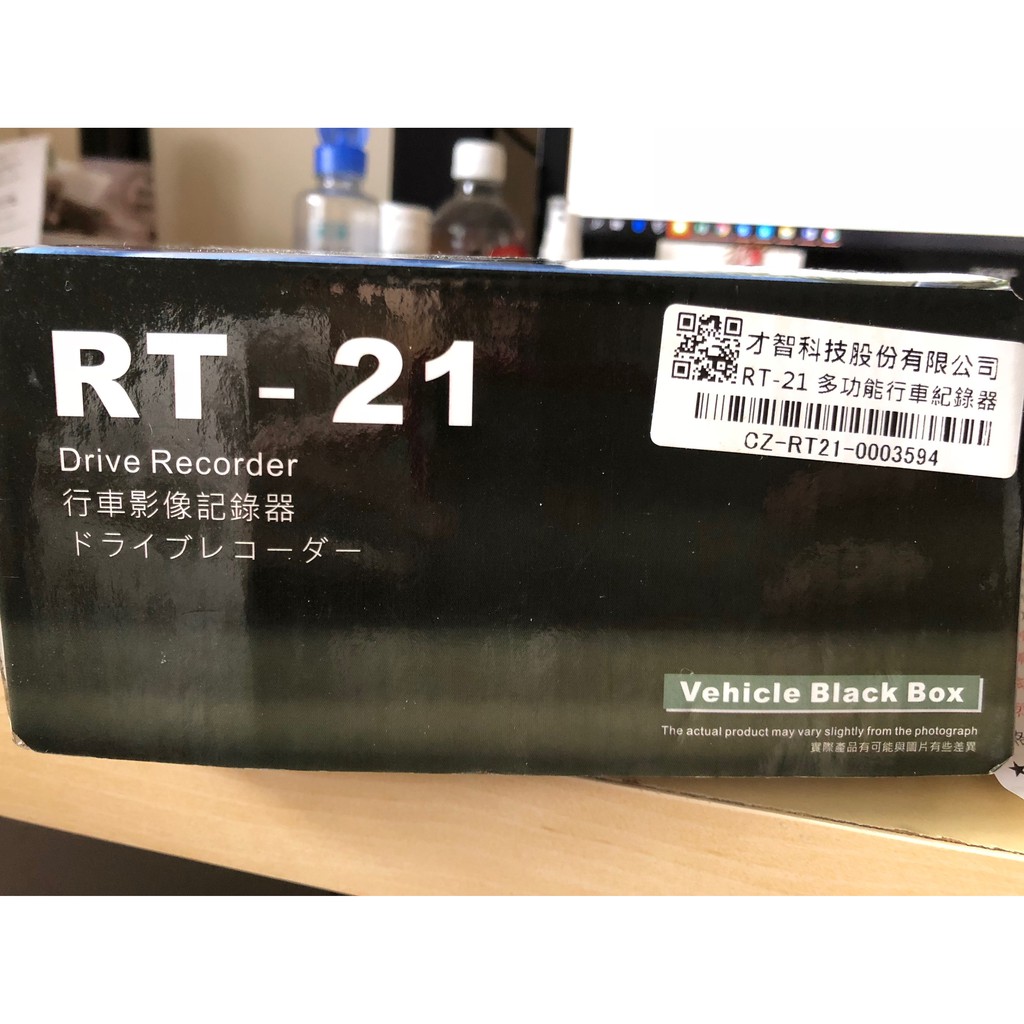 RT-21
Drive Recorder
行車影像記錄器
ドライブレコーダー
才智科技股份有限公司
RT-21 多功能行車紀錄器
CZ-RT21-0003594
Vehicle Black Box
The actual product may vary slightly from the photograph
實際產品有可能與圖片有些差異